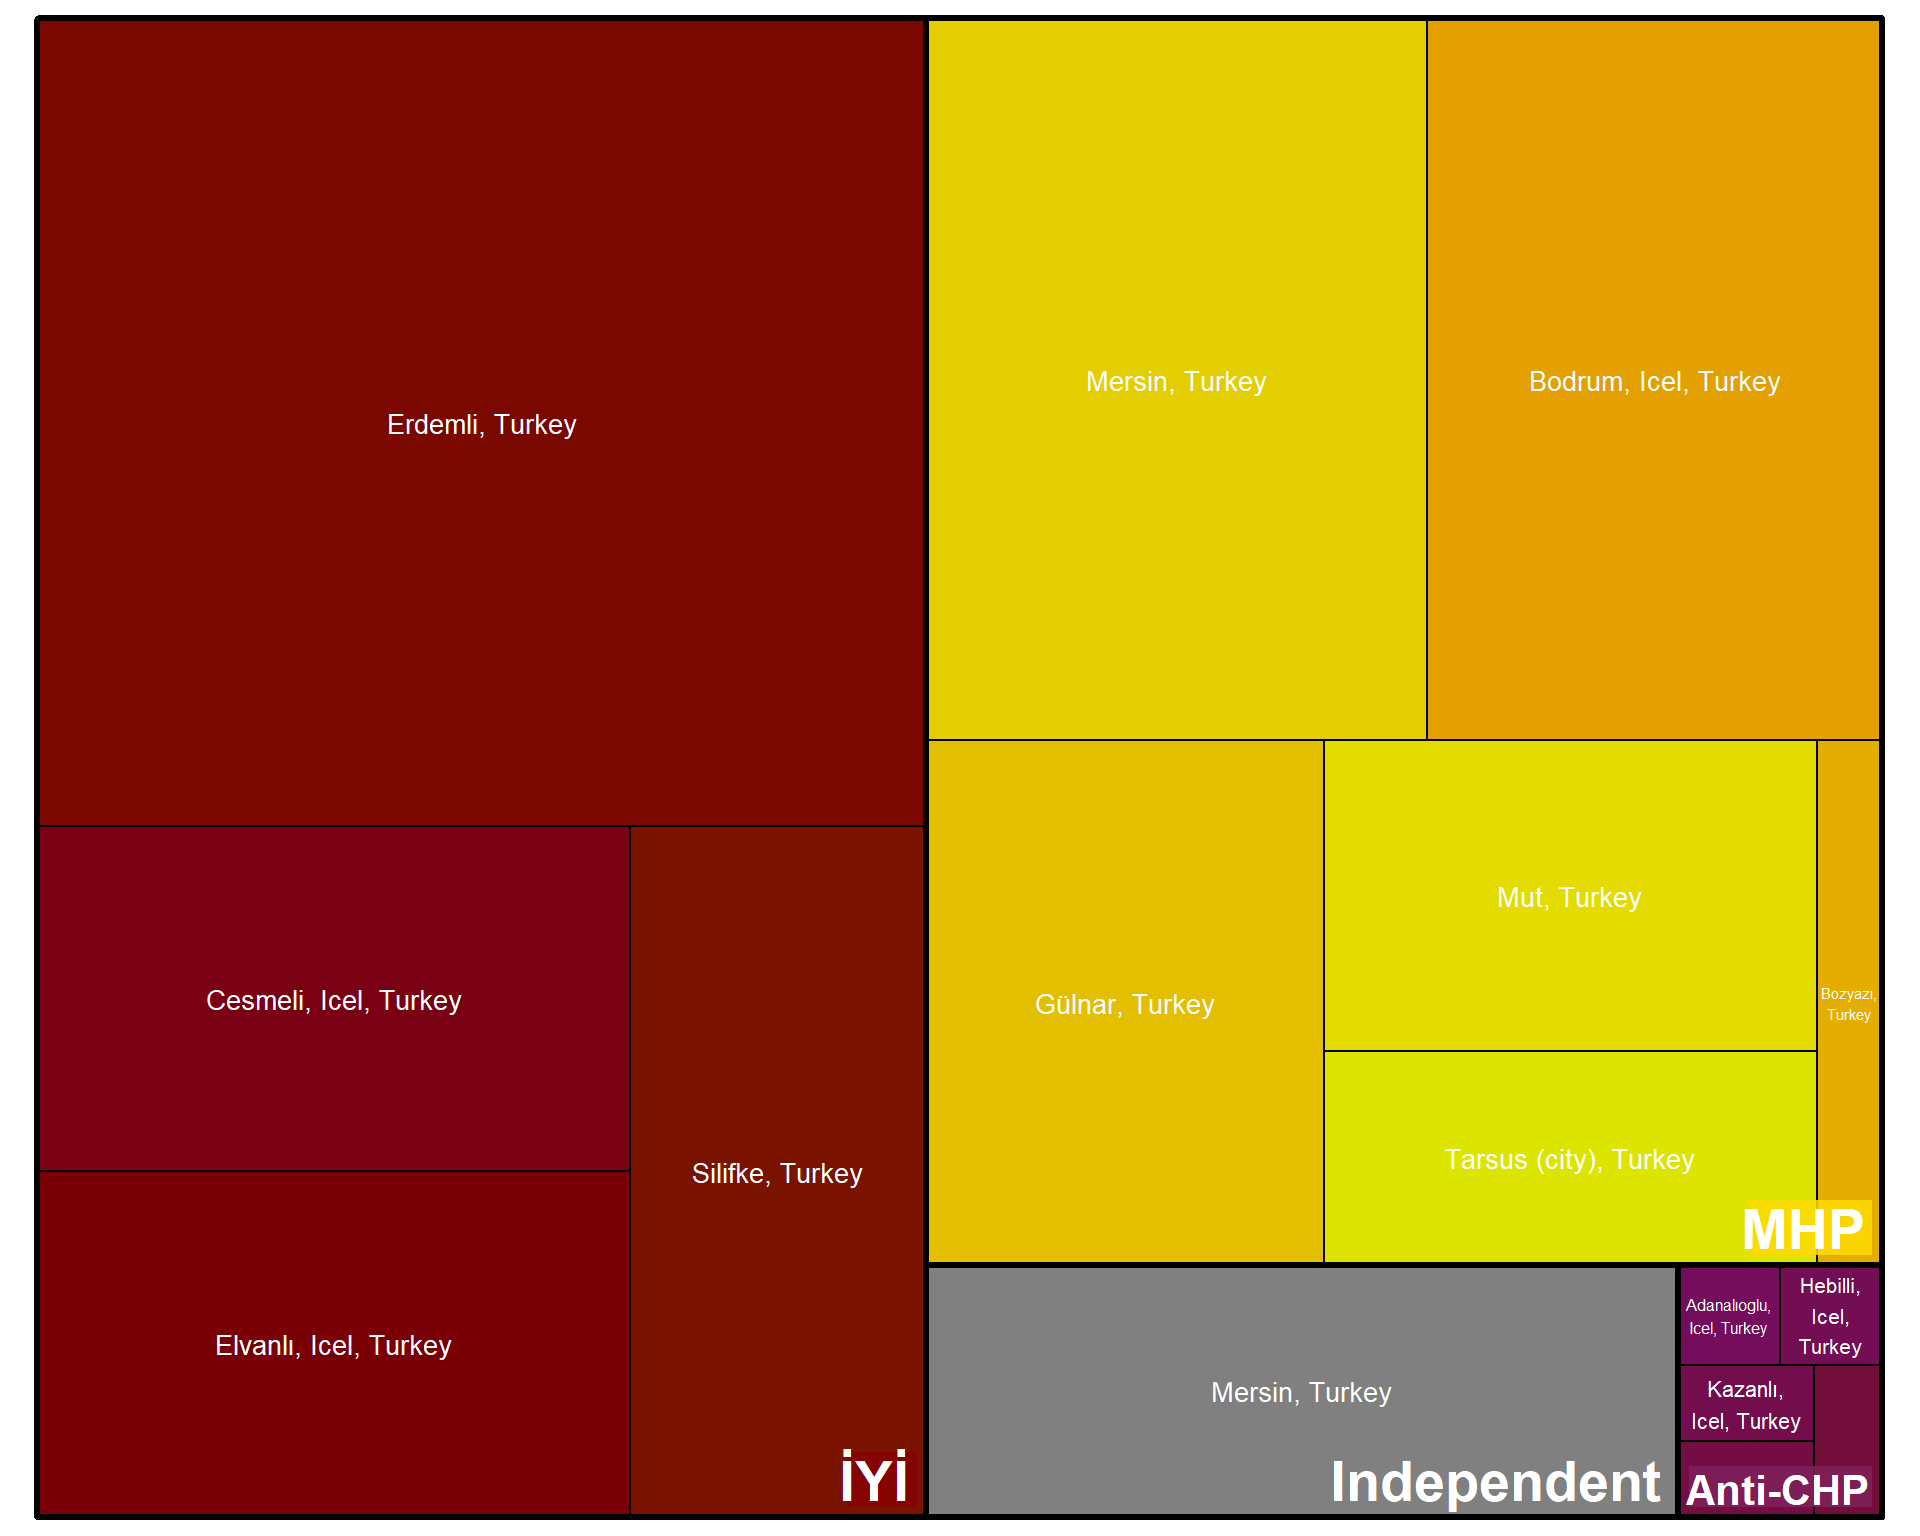 Erdemli, Turkey
Cesmeli, Icel, Turkey
Elvanlı, Icel, Turkey
Silifke, Turkey
İYİ
Mersin, Turkey
Bodrum, Icel, Turkey
Gülnar, Turkey
Mut, Turkey
Tarsus (city), Turkey
Bozyazı,
Turkey
MHP
Mersin, Turkey
Independent
Adanalıoglu,
Icel, Turkey
Hebilli,
Icel,
Turkey
Kazanlı,
Icel, Turkey
Anti-CHP